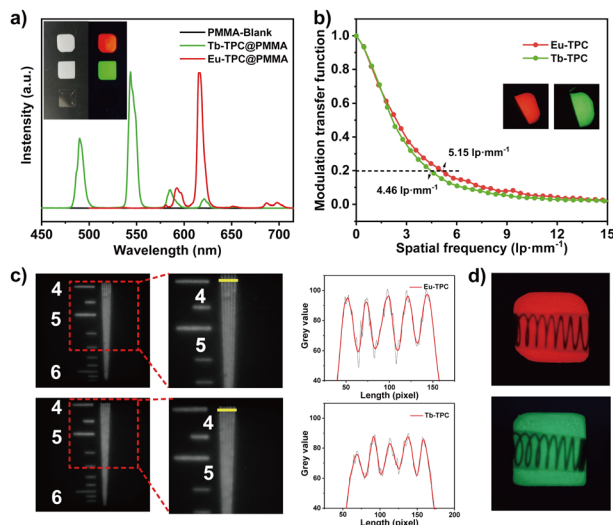 a)
PMMA-Blank
Tb-TPC@PMMA
Eu-TPC@PMMA
Instensity (a.u.)
450 500 550 600 650 700
Wavelength (nm)
b)
Modulation transfer function
1.0
0.8
0.6
0.4
0.2
0.0
Eu-TPC
Tb-TPC
5.15 lp·mm⁻¹
4.46 lp·mm⁻¹
0 3 6 9 12 15
Spatial frequency (lp·mm⁻¹)
c)
4
5
6
4
5
Eu-TPC
Grey value
100
80
60
40
50 100 150
Length (pixel)
4
5
6
4
5
Tb-TPC
Grey value
100
80
60
40
50 100 150 200
Length (pixel)
d)